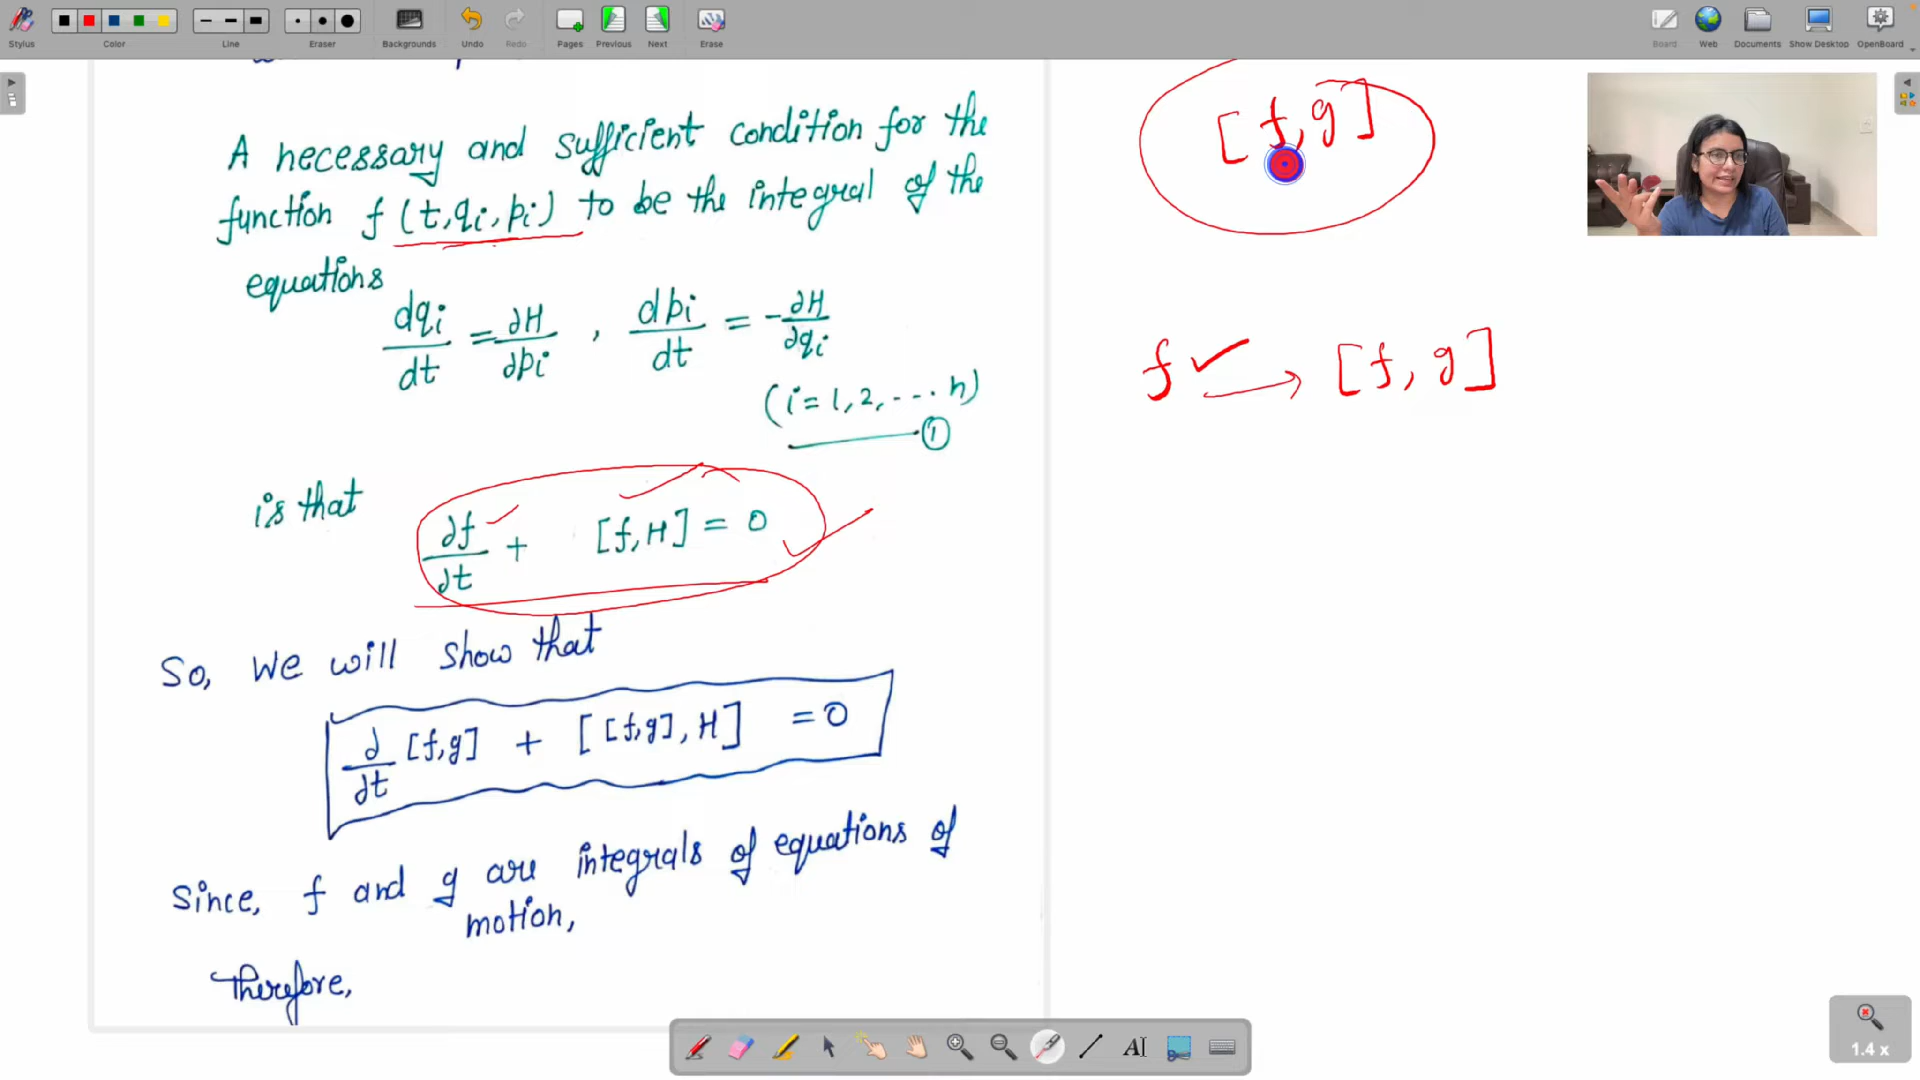 Stylus
Color
Line
Eraser
Backgrounds
Undo
Redo
Pages
Previous
Next
Erase
Board
Web
Documents
Show Desktop
OpenBoard
A necessary and sufficient condition for the
function f (t, qi, pi) to be the integral of the
equations
dqi/dt = ∂H/∂pi , dpi/dt = -∂H/∂qi
(i = 1, 2, .... n)
①
is that
∂f/∂t + [f, H] = 0
So, We will show that
∂/∂t [f,g] + [[f,g], H] = 0
Since, f and g are integrals of equations of
motion,
Therefore,
[f, g]
f → [f, g]
AI
1.4 x